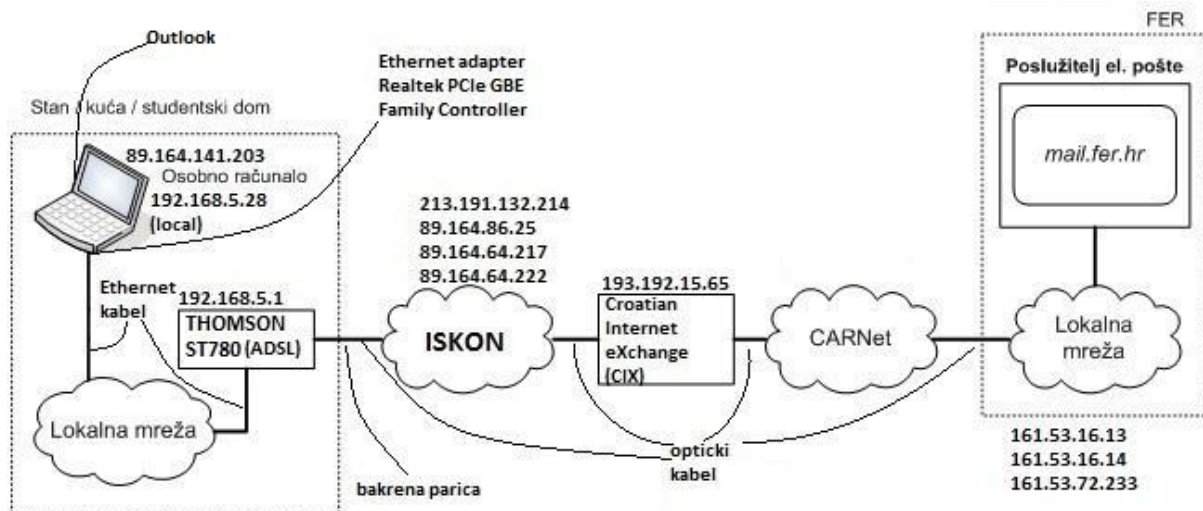 Outlook
Ethernet adapter
Realtek PCIe GBE
Family Controller
Stan / kuća / studentski dom
89.164.141.203
Osobno računalo
192.168.5.28
(local)
Ethernet
kabel
192.168.5.1
THOMSON
ST780 (ADSL)
Lokalna mreža
bakrena parica
213.191.132.214
89.164.86.25
89.164.64.217
89.164.64.222
ISKON
193.192.15.65
Croatian
Internet
eXchange
(CIX)
CARNet
opticki
kabel
FER
Poslužitelj el. pošte
mail.fer.hr
Lokalna
mreža
161.53.16.13
161.53.16.14
161.53.72.233